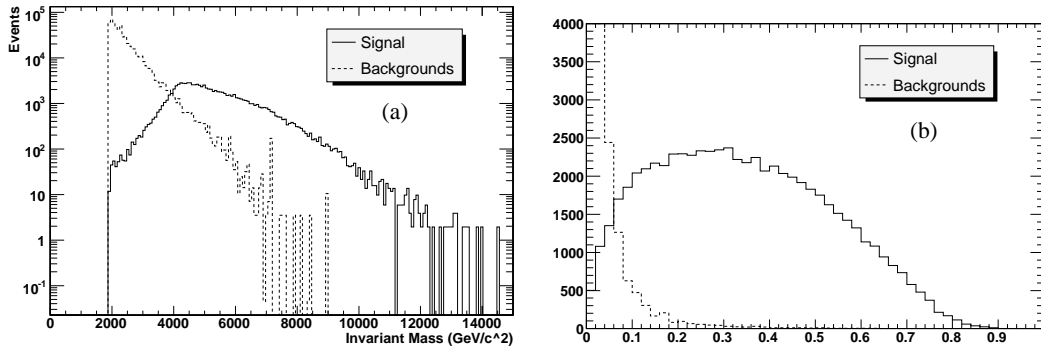 Events
10^5
10^4
10^3
10^2
10
1
10^-1
Signal
Backgrounds
(a)
0 2000 4000 6000 8000 10000 12000 14000
Invariant Mass (GeV/c^2)
4000
3500
3000
2500
2000
1500
1000
500
0
Signal
Backgrounds
(b)
0 0.1 0.2 0.3 0.4 0.5 0.6 0.7 0.8 0.9